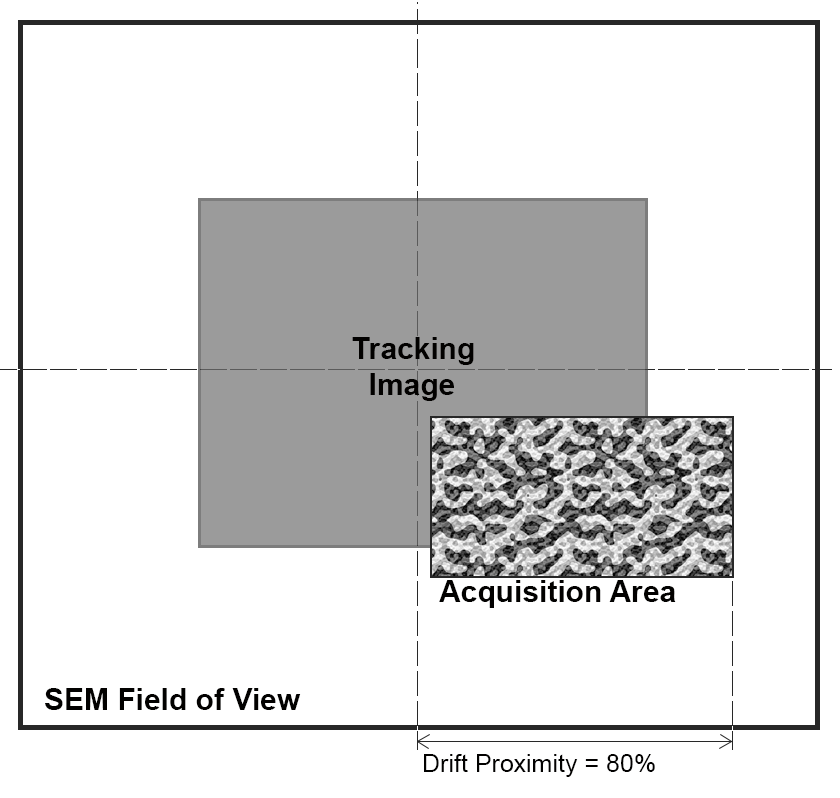 Tracking
Image
Acquisition Area
SEM Field of View
Drift Proximity = 80%